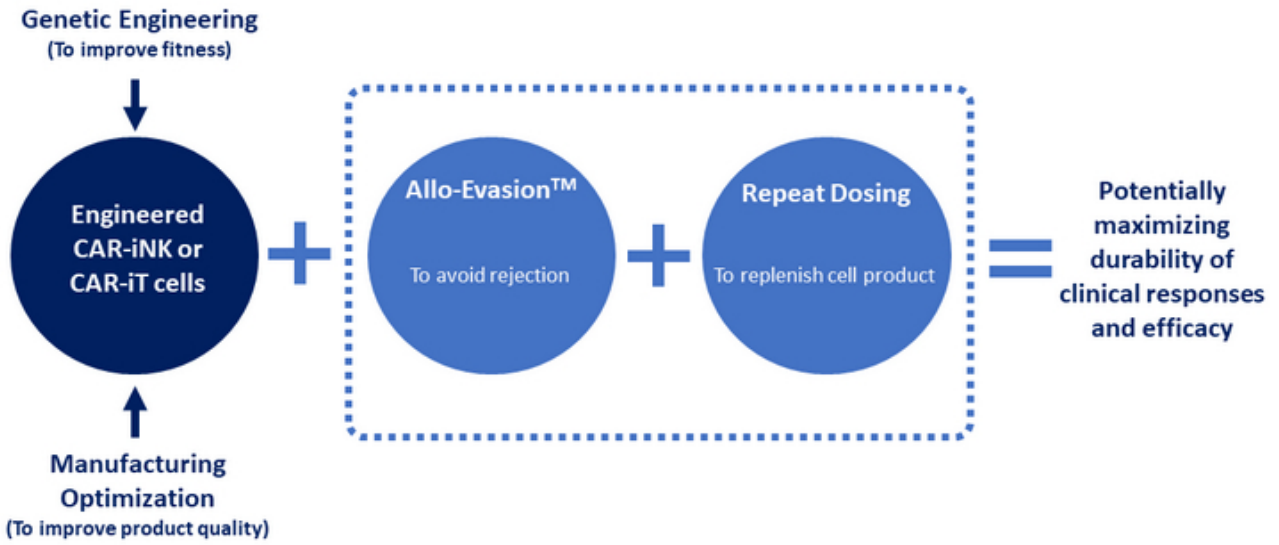 Genetic Engineering
(To improve fitness)
Engineered
CAR-iNK or
CAR-iT cells
Manufacturing
Optimization
(To improve product quality)
+
Allo-Evasion™
To avoid rejection
+
Repeat Dosing
To replenish cell product
=
Potentially
maximizing
durability of
clinical responses
and efficacy